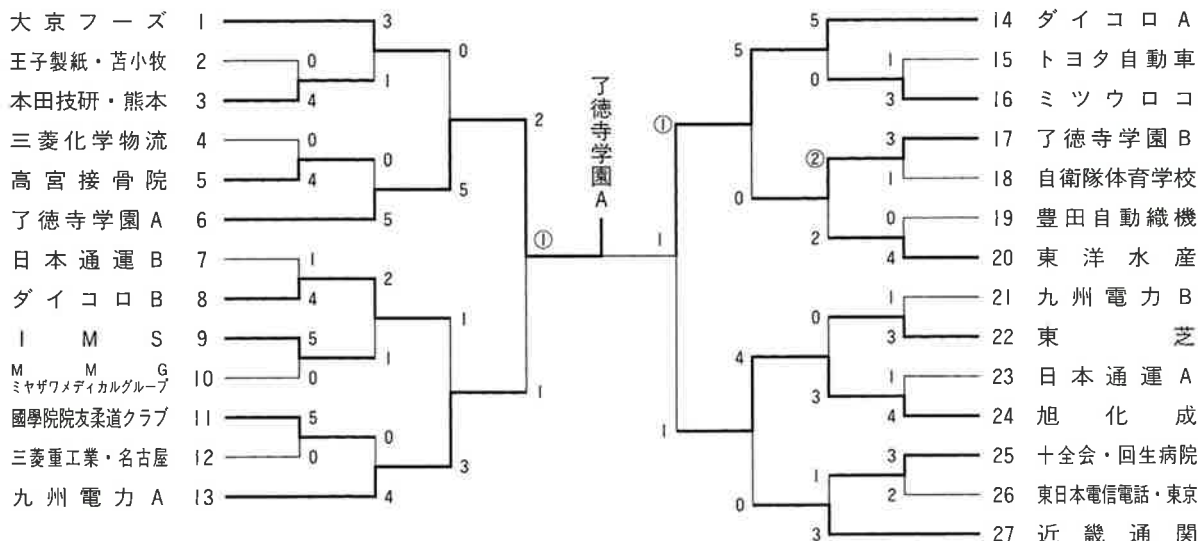 大京フーズ 1
王子製紙・苫小牧 2
本田技研・熊本 3
三菱化学物流 4
高宮接骨院 5
了徳寺学園A 6
日本通運B 7
ダイコロB 8
IMS 9
MMG
ミヤザワメディカルグループ 10
國學院院友柔道クラブ 11
三菱重工業・名古屋 12
九州電力A 13
3
0
4
1
0
0
4
0
5
5
2
1
4
2
5
0
1
1
5
0
0
4
3
1
①
了徳寺学園A
1
①
1
5
0
4
0
5
0
②
2
0
3
1
3
1
3
3
1
0
4
1
3
1
4
3
2
14 ダイコロA
15 トヨタ自動車
16 ミツウロコ
17 了徳寺学園B
18 自衛隊体育学校
19 豊田自動織機
20 東洋水産
21 九州電力B
22 東芝
23 日本通運A
24 旭化成
25 十全会・回生病院
26 東日本電信電話・東京
27 近畿通関